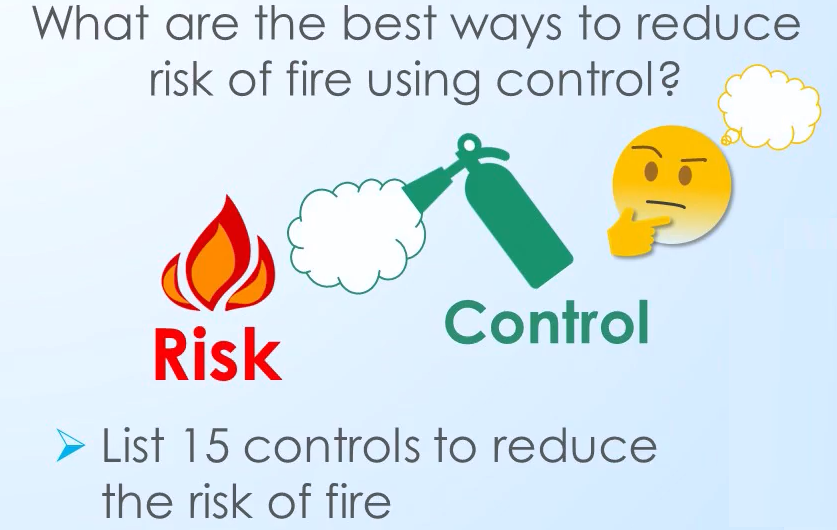 What are the best ways to reduce
risk of fire using control?
Risk
Control
List 15 controls to reduce
the risk of fire